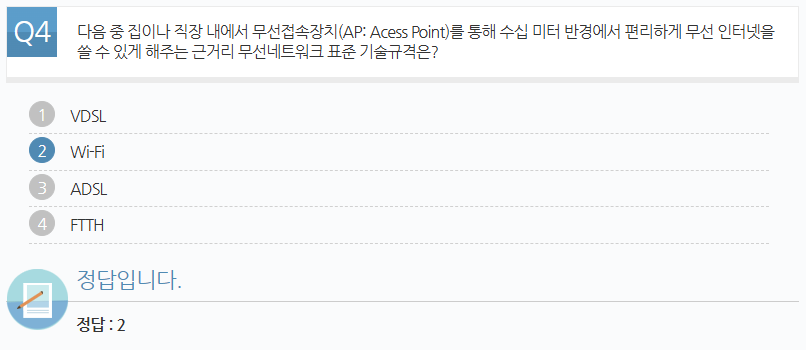 Q4
다음 중 집이나 직장 내에서 무선접속장치(AP: Acess Point)를 통해 수십 미터 반경에서 편리하게 무선 인터넷을
쓸 수 있게 해주는 근거리 무선네트워크 표준 기술규격은?
1 VDSL
2 Wi-Fi
3 ADSL
4 FTTH
정답입니다.
정답 : 2